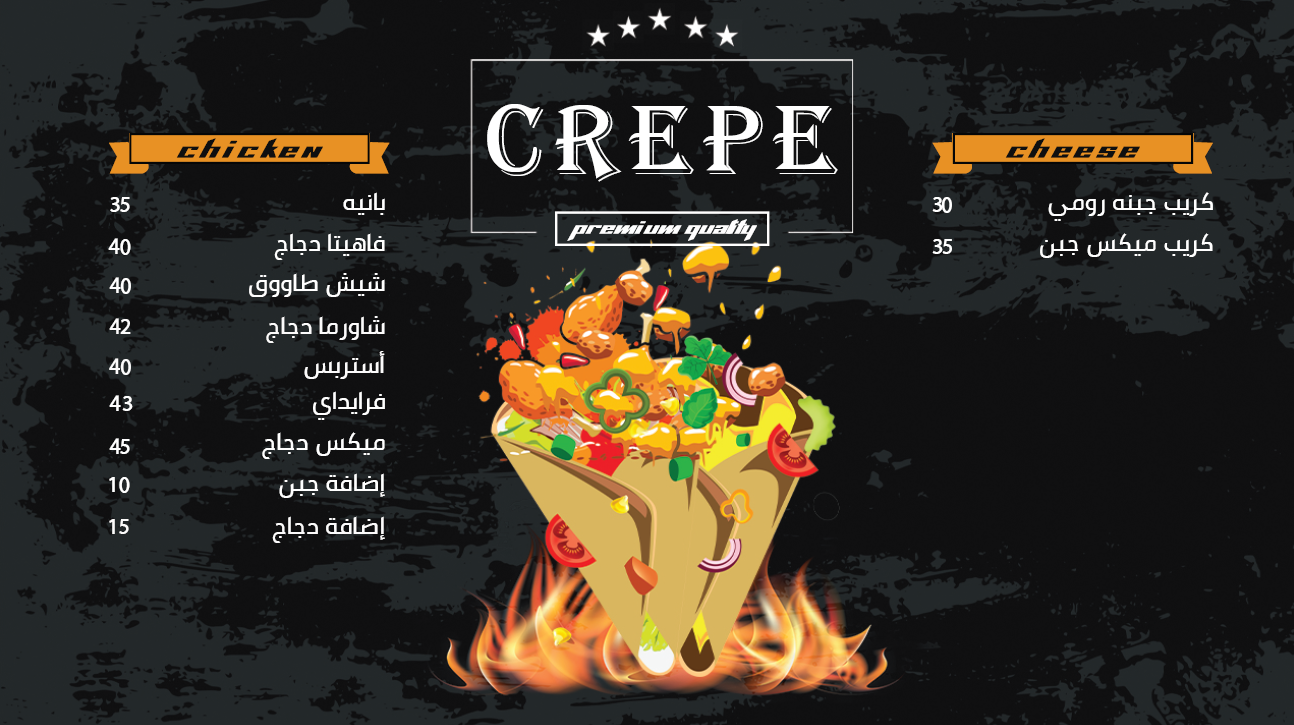 CREPE
premium quality
chicken
بانيه 35
فاهيتا دجاج 40
شيش طاووق 40
شاورما دجاج 42
أستربس 40
فرايداي 43
ميكس دجاج 45
إضافة جبن 10
إضافة دجاج 15
cheese
كريب جبنه رومي 30
كريب ميكس جبن 35